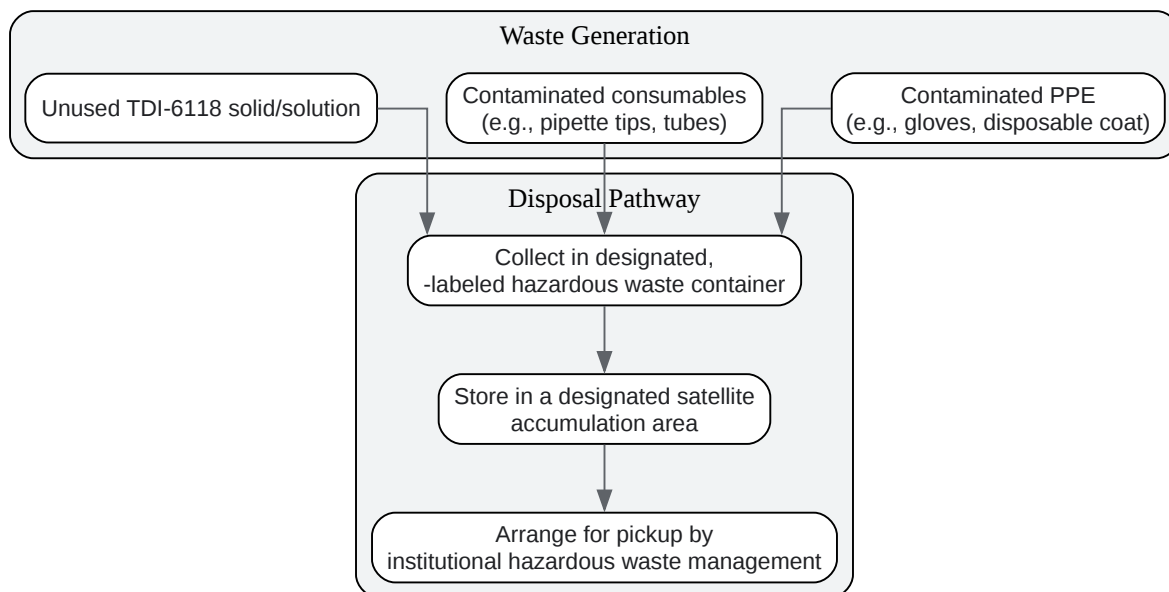 Waste Generation
Unused TDI-6118 solid/solution
Contaminated consumables
(e.g., pipette tips, tubes)
Contaminated PPE
(e.g., gloves, disposable coat)
Disposal Pathway
Collect in designated,
-labeled hazardous waste container
Store in a designated satellite
accumulation area
Arrange for pickup by
institutional hazardous waste management